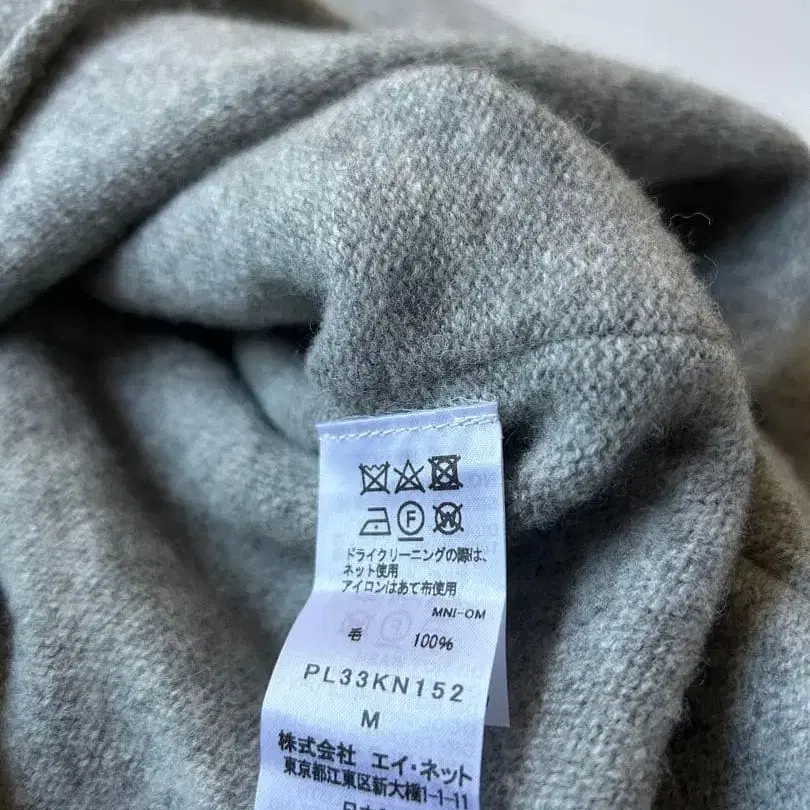 F W
ドライクリーニングの際は、
ネット使用
アイロンはあて布使用
MNI-OM
毛 100%
PL33KN152
M
株式会社 エイ・ネット
東京都江東区新大橋1-1-11
日本